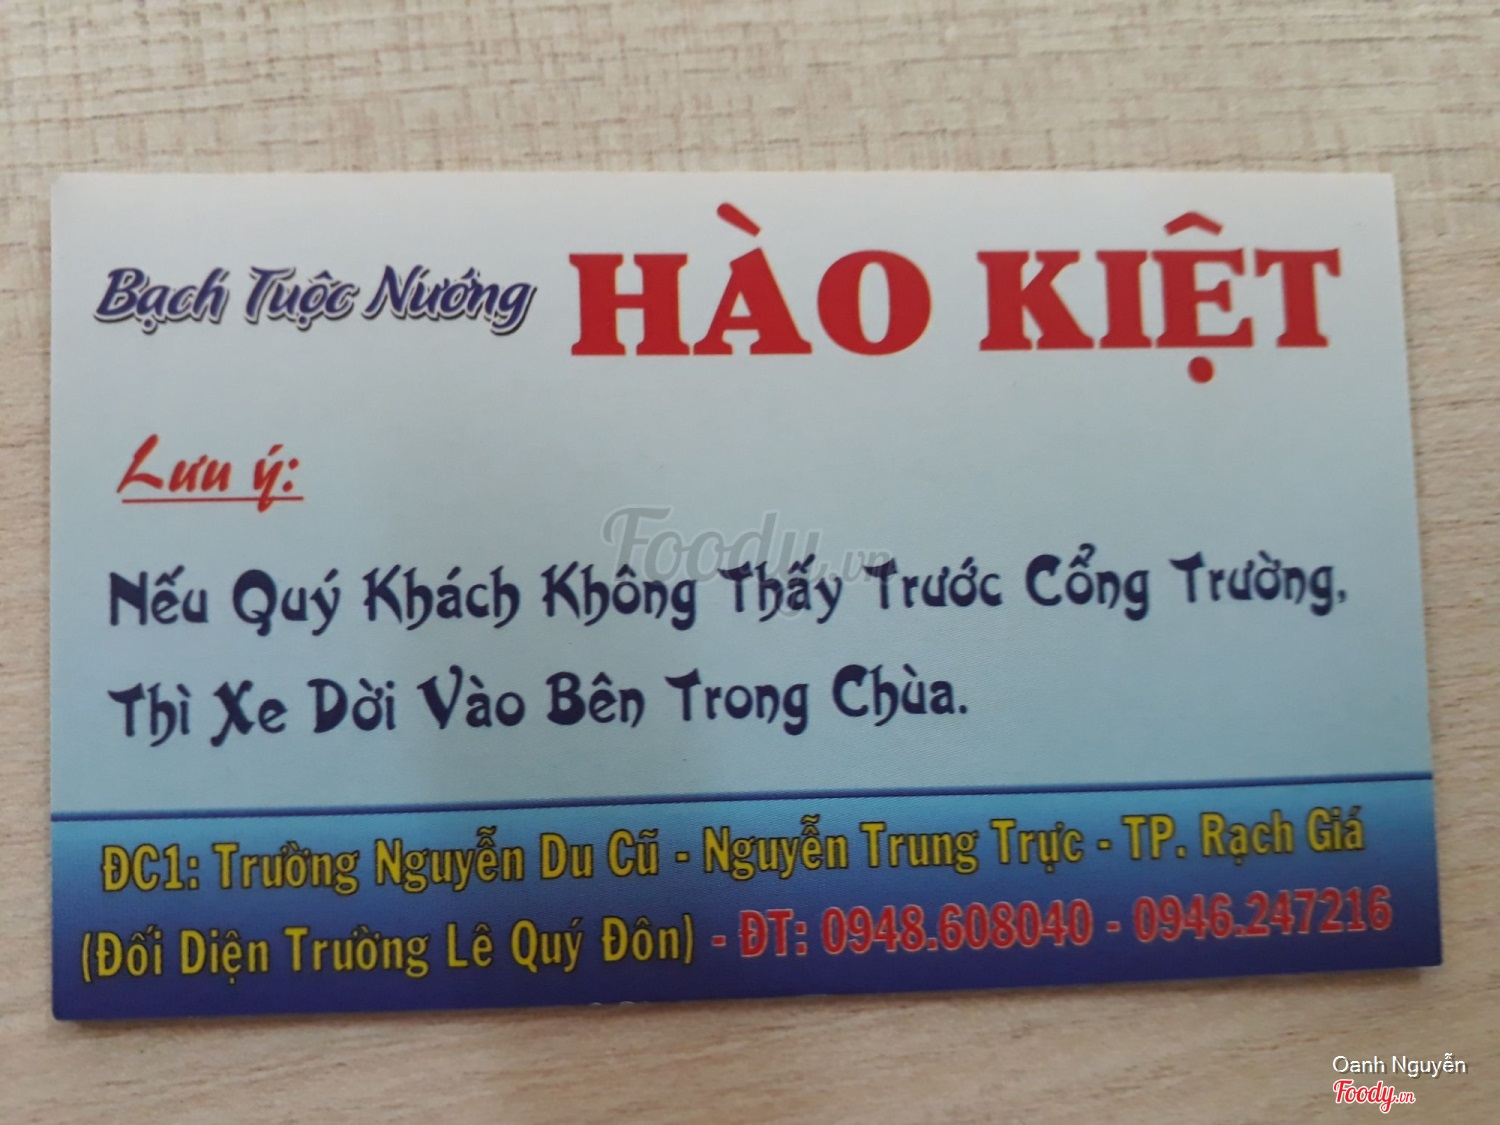 Bạch Tuộc Nướng HÀO KIỆT
Lưu ý:
Foody.vn
Nếu Quý Khách Không Thấy Trước Cổng Trường,
Thì Xe Dời Vào Bên Trong Chùa.
ĐC1: Trường Nguyễn Du Cũ - Nguyễn Trung Trực - TP. Rạch Giá
(Đối Diện Trường Lê Quý Đôn) - ĐT: 0948.608040 - 0946.247216
Oanh Nguyễn
Foody.vn